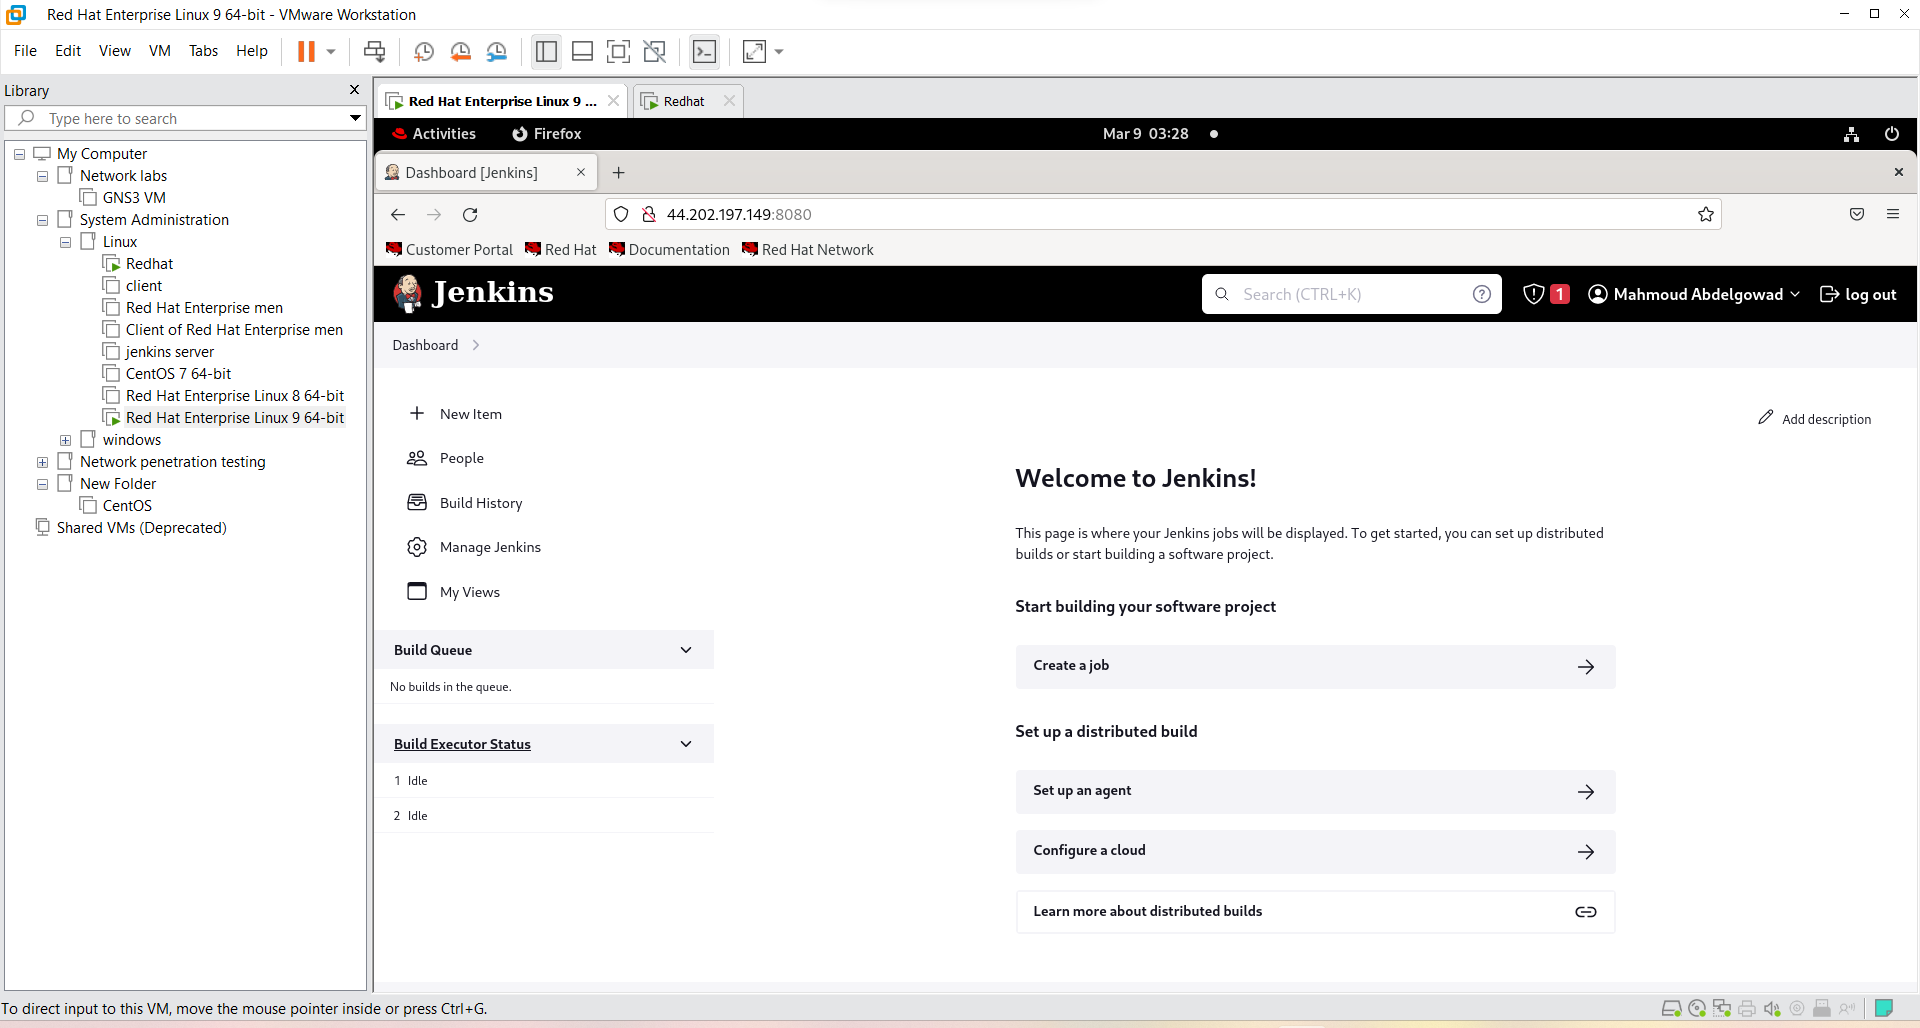 Red Hat Enterprise Linux 9 64-bit - VMware Workstation
File Edit View VM Tabs Help
Library
Type here to search
My Computer
Network labs
GNS3 VM
System Administration
Linux
Redhat
client
Red Hat Enterprise men
Client of Red Hat Enterprise men
jenkins server
CentOS 7 64-bit
Red Hat Enterprise Linux 8 64-bit
Red Hat Enterprise Linux 9 64-bit
windows
Network penetration testing
New Folder
CentOS
Shared VMs (Deprecated)
Red Hat Enterprise Linux 9 ... Redhat
Activities Firefox Mar 9 03:28
Dashboard [Jenkins]
44.202.197.149:8080
Customer Portal Red Hat Documentation Red Hat Network
Jenkins Search (CTRL+K) 1 Mahmoud Abdelgowad log out
Dashboard
New Item
People
Build History
Manage Jenkins
My Views
Build Queue
No builds in the queue.
Build Executor Status
1 Idle
2 Idle
Add description
Welcome to Jenkins!
This page is where your Jenkins jobs will be displayed. To get started, you can set up distributed
builds or start building a software project.
Start building your software project
Create a job
Set up a distributed build
Set up an agent
Configure a cloud
Learn more about distributed builds
To direct input to this VM, move the mouse pointer inside or press Ctrl+G.